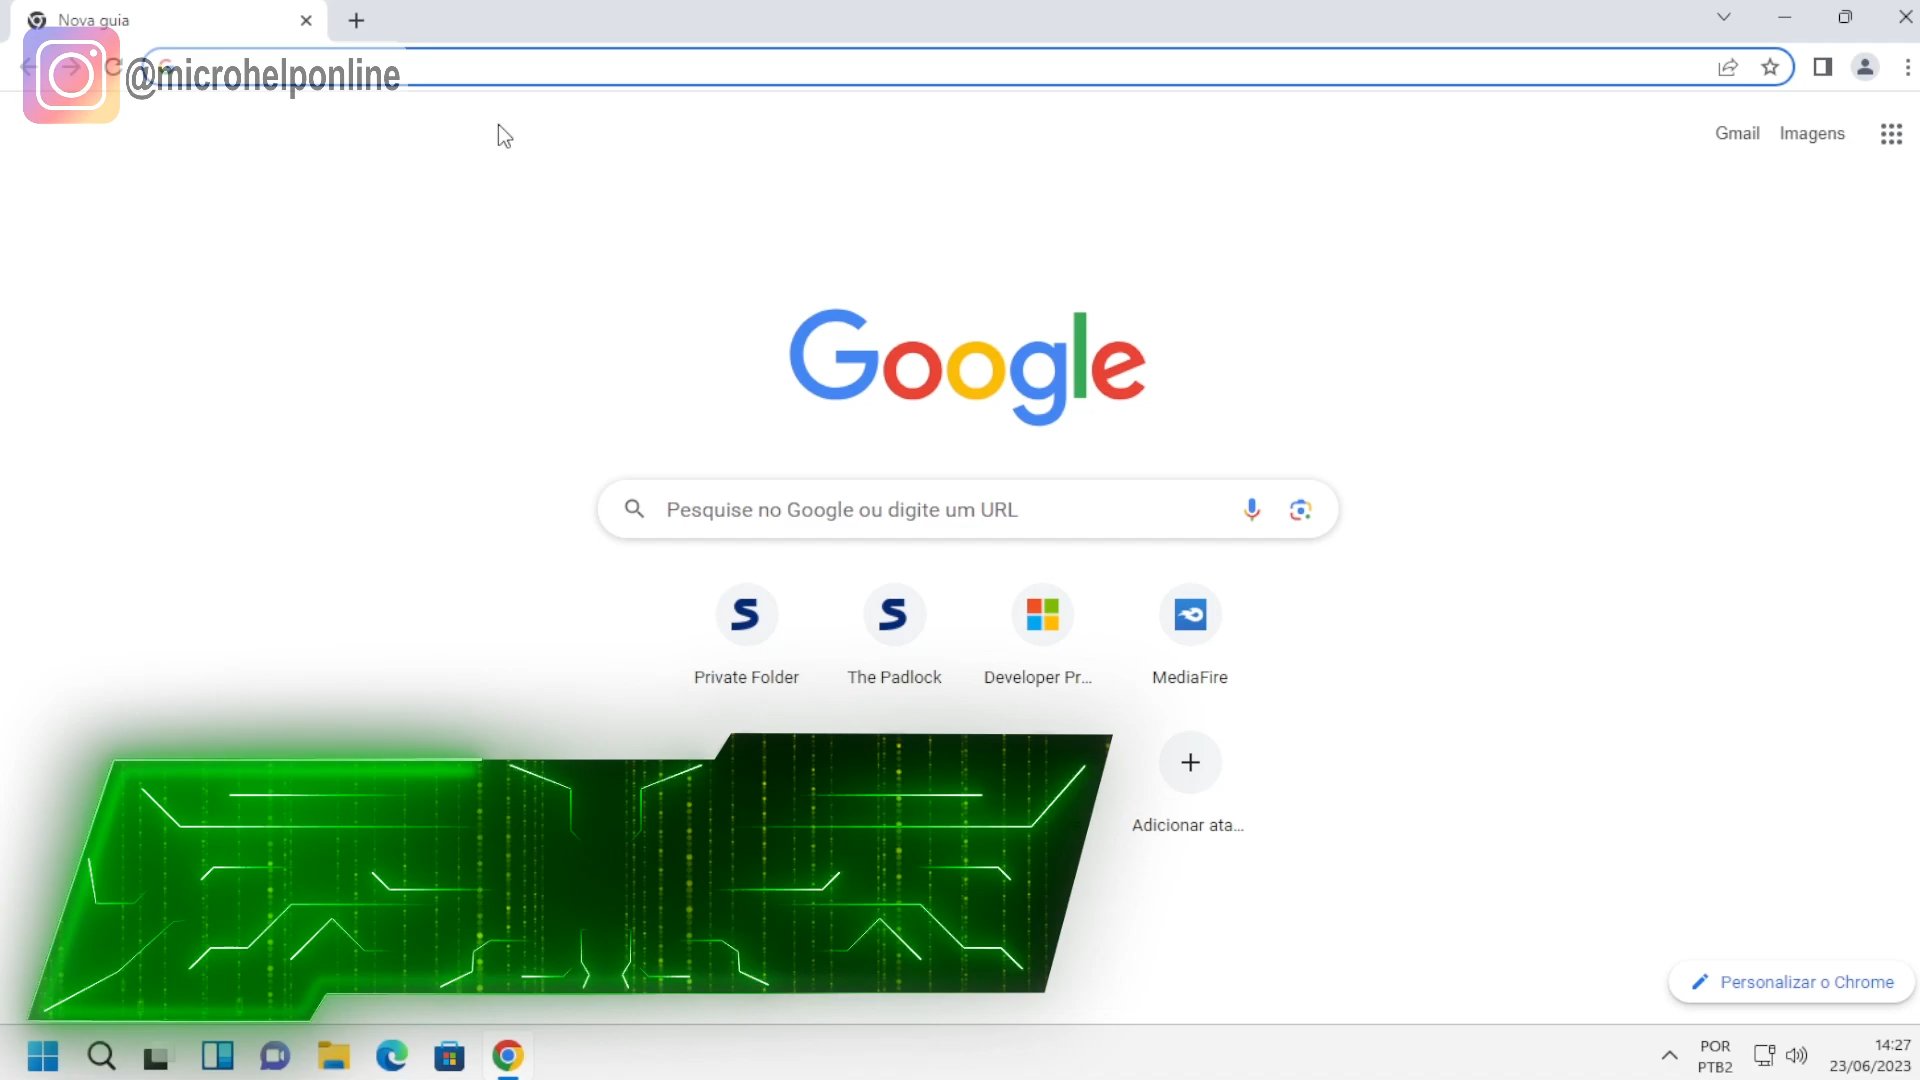 Nova guia
@microhelponline
Gmail
Imagens
Google
Pesquise no Google ou digite um URL
Private Folder
The Padlock
Developer Pr...
MediaFire
Adicionar ata...
Personalizar o Chrome
POR
PTB2
14:27
23/06/2023